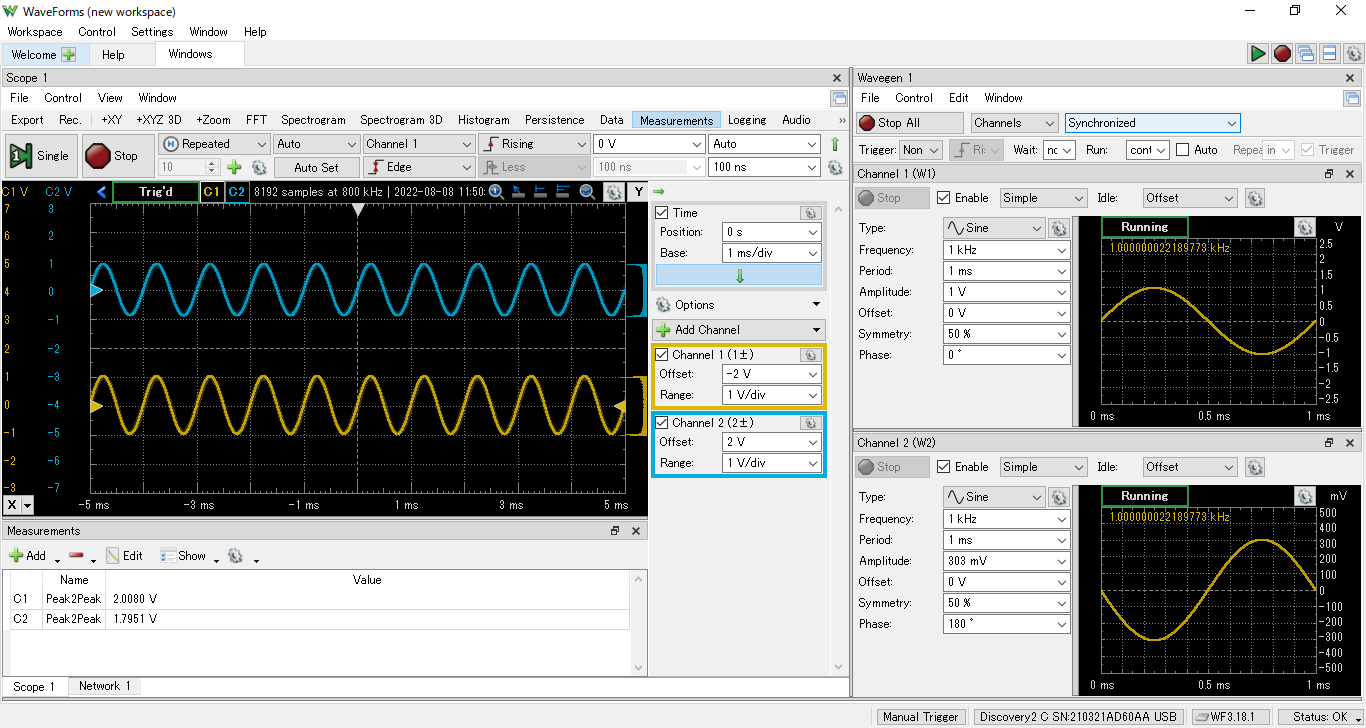 WaveForms (new workspace)
Workspace Control Settings Window Help
Welcome Help Windows
Scope 1
File Control View Window
Export Rec. +XY +XYZ 3D +Zoom FFT Spectrogram Spectrogram 3D Histogram Persistence Data Measurements Logging Audio »
Single Stop Repeated Auto Channel 1 Rising 0 V Auto
10 Auto Set Edge Less 100 ns 100 ns
C1 V C2 V Trig'd C1 C2 8192 samples at 800 kHz | 2022-08-08 11:50: Y
7 3
6 2
5 1
4 0
3 -1
2 -2
1 -3
0 -4
-1 -5
-2 -6
-3 -7
X -5 ms -3 ms -1 ms 1 ms 3 ms 5 ms
Time
Position: 0 s
Base: 1 ms/div
Options
Add Channel
Channel 1 (1±)
Offset: -2 V
Range: 1 V/div
Channel 2 (2±)
Offset: 2 V
Range: 1 V/div
Measurements
Add Edit Show
Name Value
C1 Peak2Peak 2.0080 V
C2 Peak2Peak 1.7951 V
Scope 1 Network 1
Wavegen 1
File Control Edit Window
Stop All Channels Synchronized
Trigger: Non Ri: Wait: nc Run: cont Auto Repea in Trigger
Channel 1 (W1)
Stop Enable Simple Idle: Offset
Type: Sine
Frequency: 1 kHz
Period: 1 ms
Amplitude: 1 V
Offset: 0 V
Symmetry: 50 %
Phase: 0 °
Running V
1.000000022189773 kHz
2.5
2
1.5
1
0.5
0
-0.5
-1
-1.5
-2
-2.5
0 ms 0.5 ms 1 ms
Channel 2 (W2)
Stop Enable Simple Idle: Offset
Type: Sine
Frequency: 1 kHz
Period: 1 ms
Amplitude: 303 mV
Offset: 0 V
Symmetry: 50 %
Phase: 180 °
Running mV
1.000000022189773 kHz
500
400
300
200
100
0
-100
-200
-300
-400
-500
0 ms 0.5 ms 1 ms
Manual Trigger Discovery2 C SN:210321AD60AA USB WF3.18.1 Status: OK